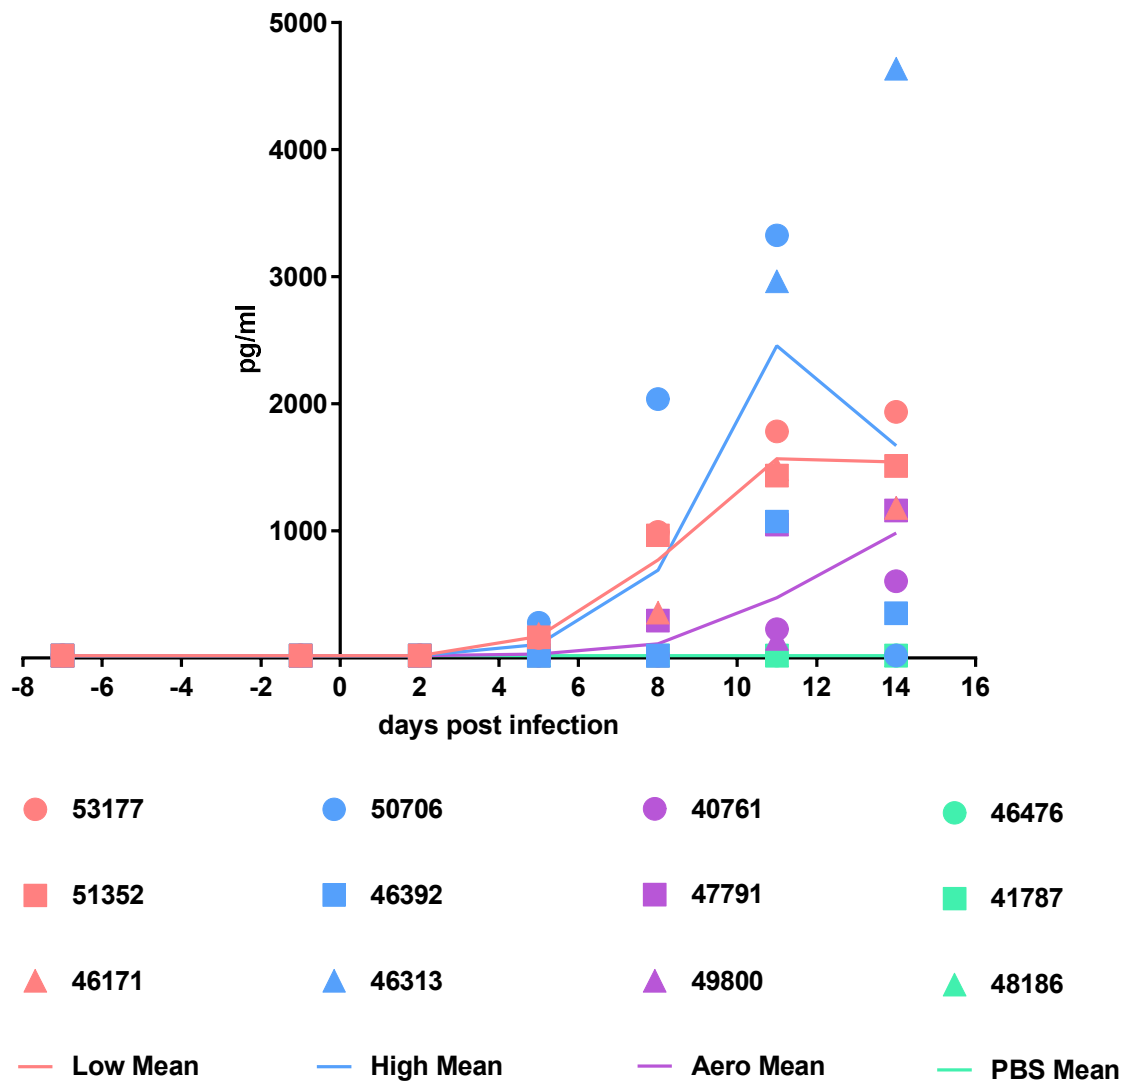 5000
4000
3000
2000
1000
pg/ml
-8 -6 -4 -2 0 2 4 6 8 10 12 14 16
days post infection
53177 50706 40761 46476
51352 46392 47791 41787
46171 46313 49800 48186
Low Mean High Mean Aero Mean PBS Mean